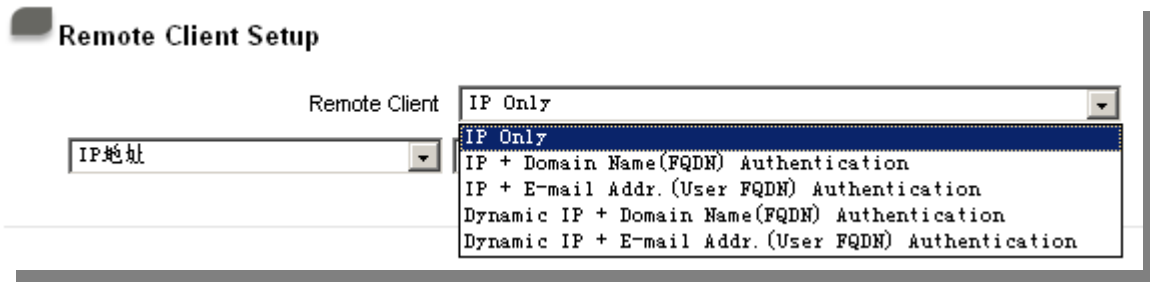 Remote Client Setup
Remote Client
IP Only
IP地址
IP Only
IP + Domain Name(FQDN) Authentication
IP + E-mail Addr.(User FQDN) Authentication
Dynamic IP + Domain Name(FQDN) Authentication
Dynamic IP + E-mail Addr.(User FQDN) Authentication